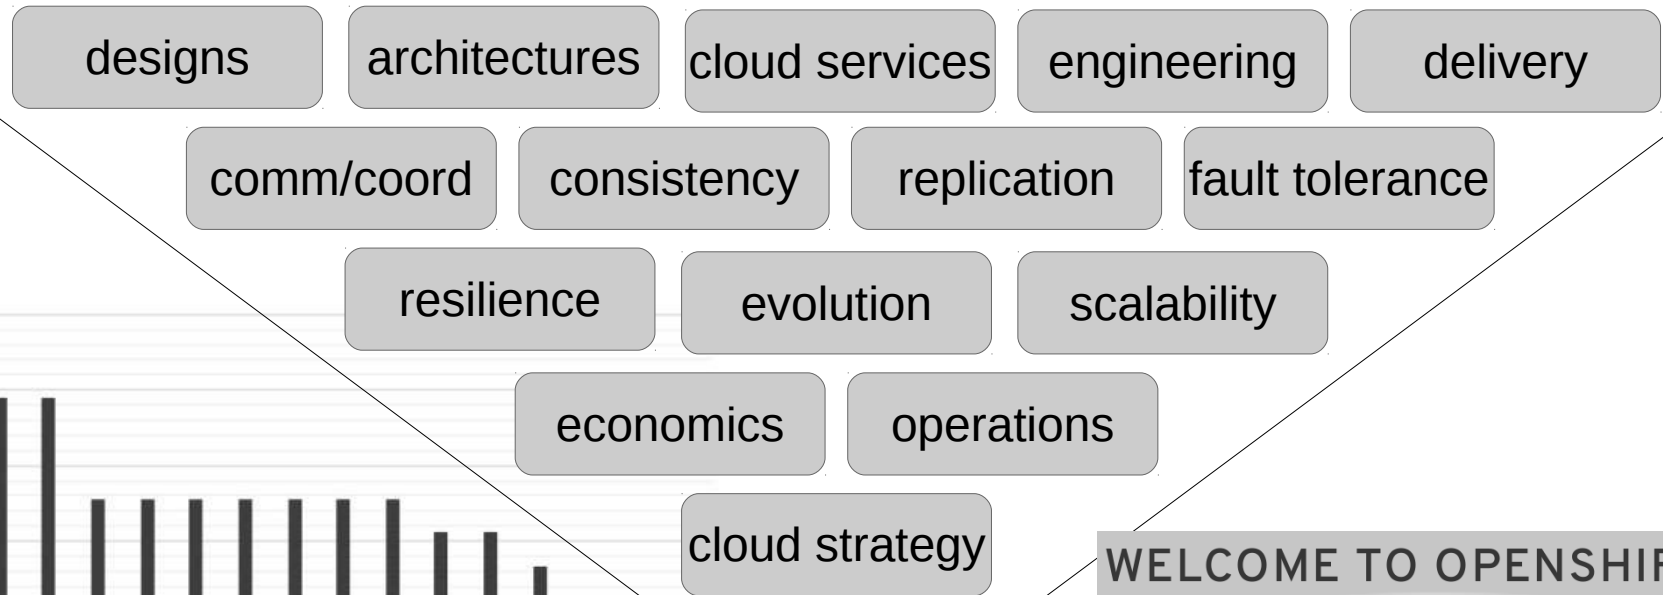 designs architectures cloud services engineering delivery
comm/coord consistency replication fault tolerance
resilience evolution scalability
economics operations
cloud strategy
WELCOME TO OPENSHIF